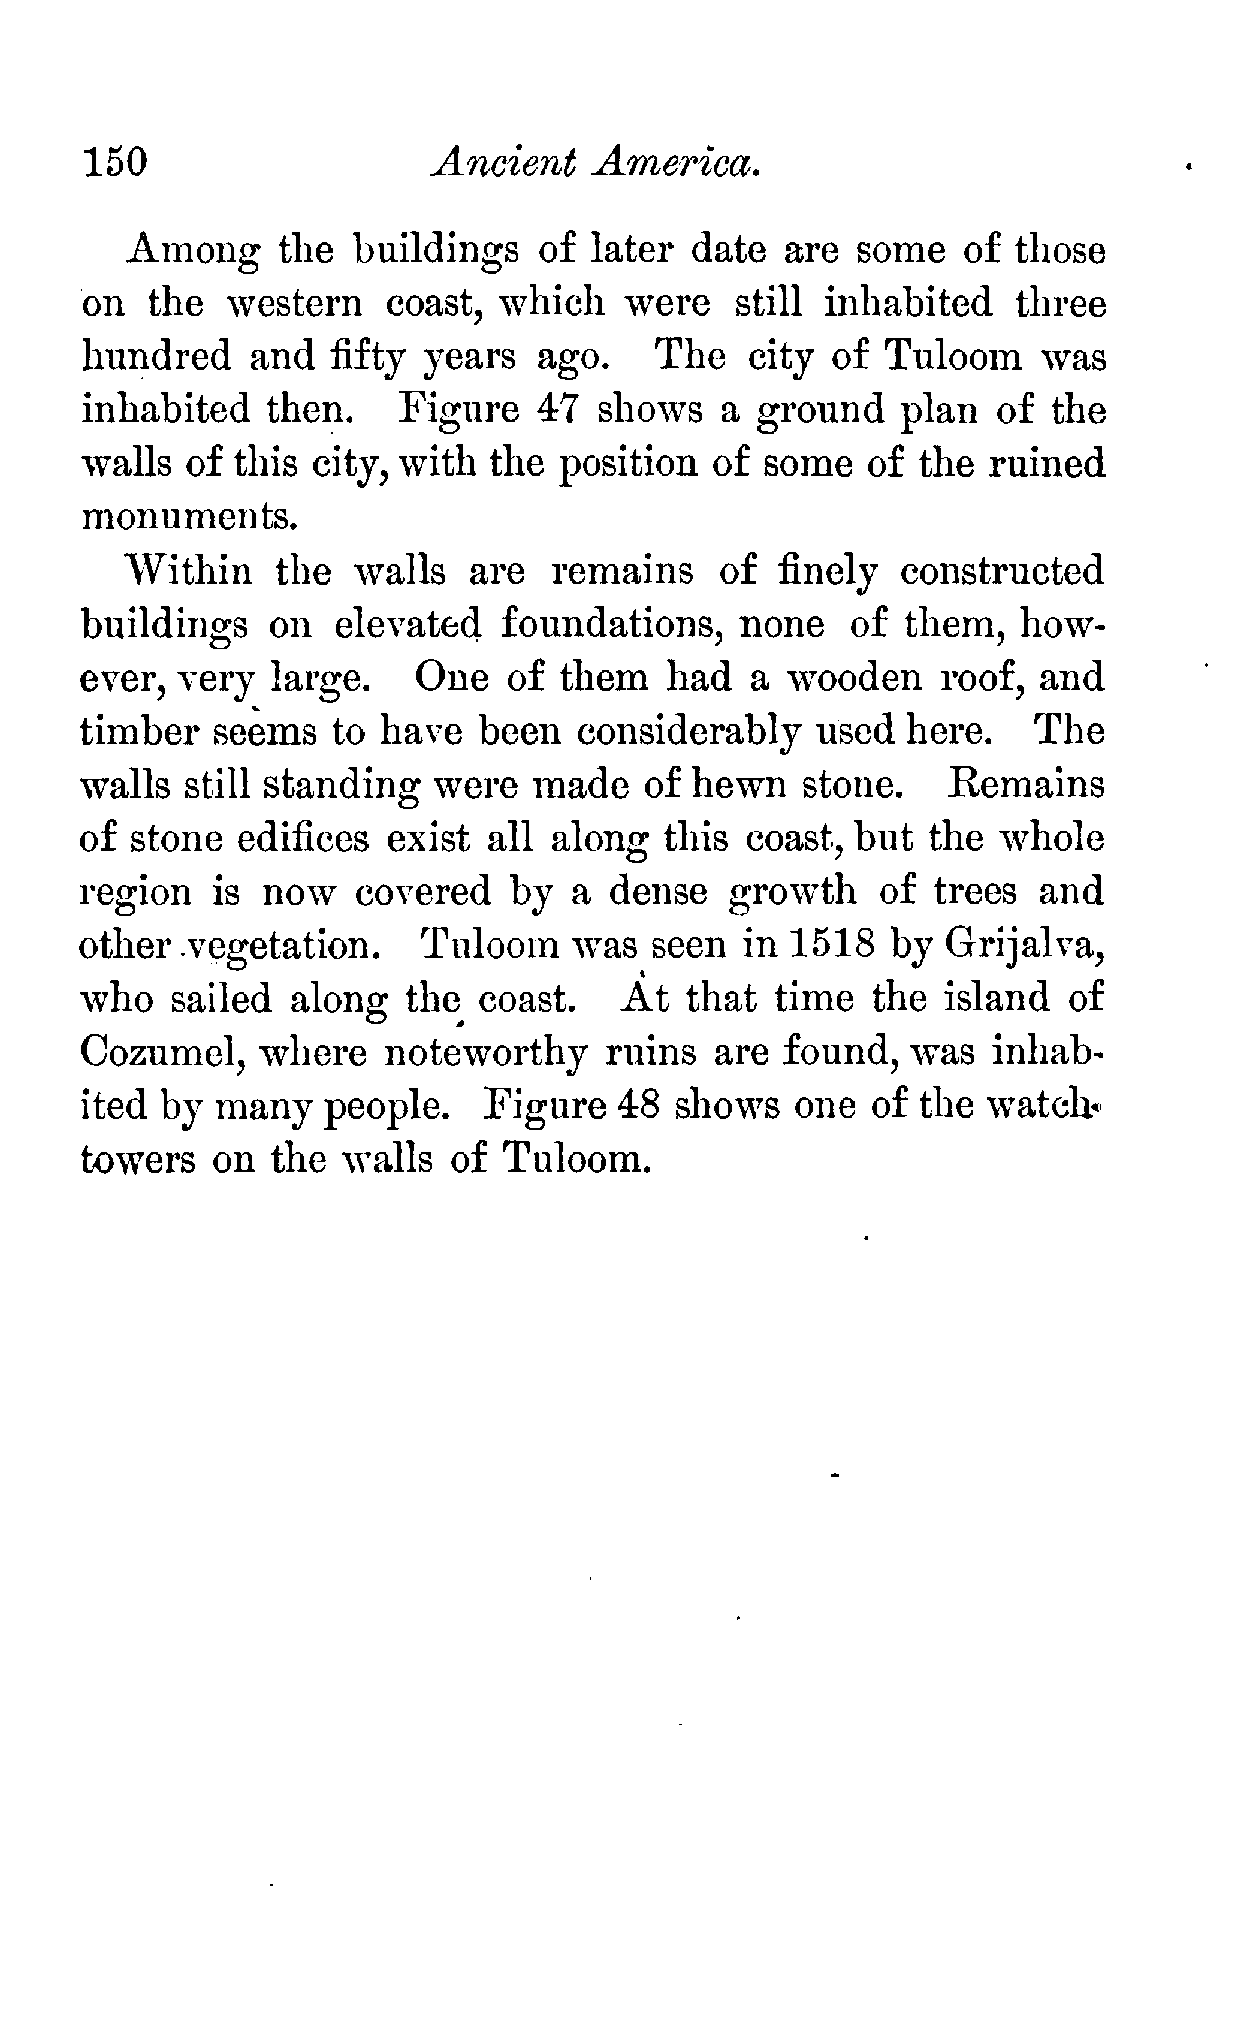 150 Ancient America.
Among the buildings of later date are some of those
on the western coast, which were still inhabited three
hundred and fifty years ago. The city of Tuloom was
inhabited then. Figure 47 shows a ground plan of the
walls of this city, with the position of some of the ruined
monuments.
Within the walls are remains of finely constructed
buildings on elevated foundations, none of them, how-
ever, very large. One of them had a wooden roof, and
timber seems to have been considerably used here. The
walls still standing were made of hewn stone. Remains
of stone edifices exist all along this coast, but the whole
region is now covered by a dense growth of trees and
other vegetation. Tuloom was seen in 1518 by Grijalva,
who sailed along the coast. At that time the island of
Cozumel, where noteworthy ruins are found, was inhab-
ited by many people. Figure 48 shows one of the watch-
towers on the walls of Tuloom.